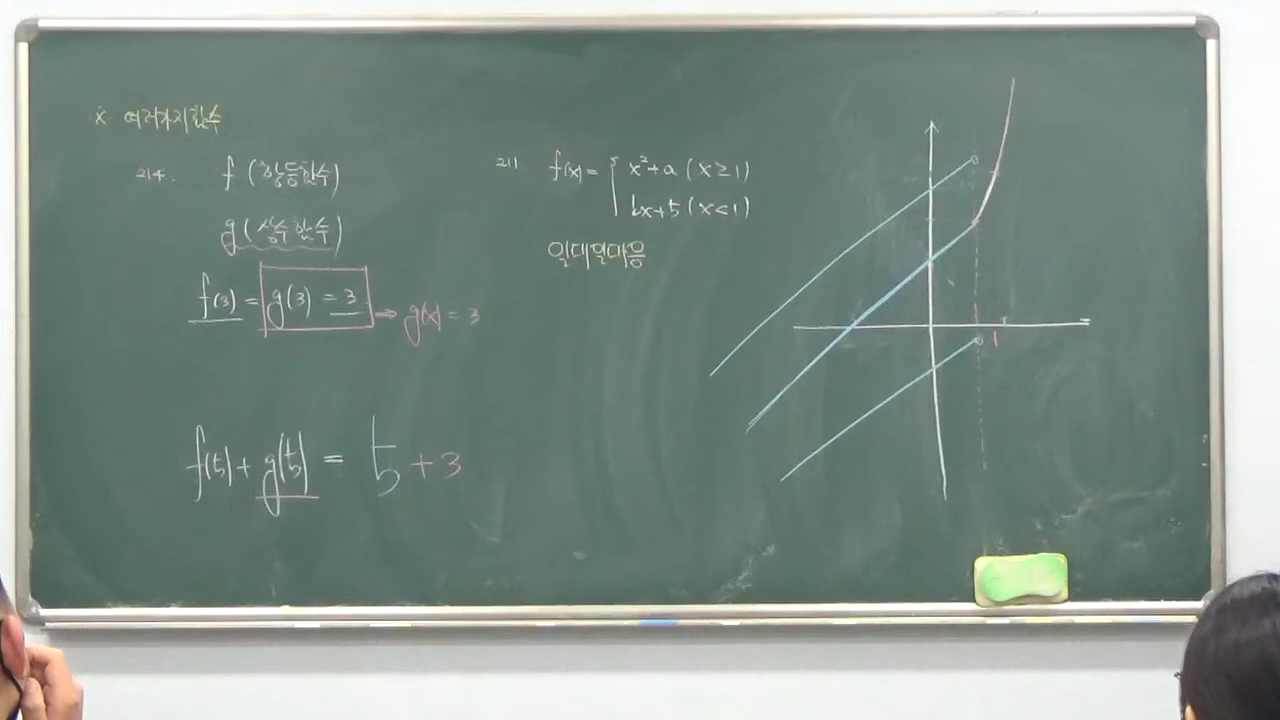 ※ 여러가지함수
214. f (항등함수)
g (상수함수)
f(3) = g(3) = 3 ⇒ g(x) = 3
f(5) + g(5) = 5 + 3
211 f(x) = { x²+a (x≥1)
bx+5 (x<1)
일대일대응
1